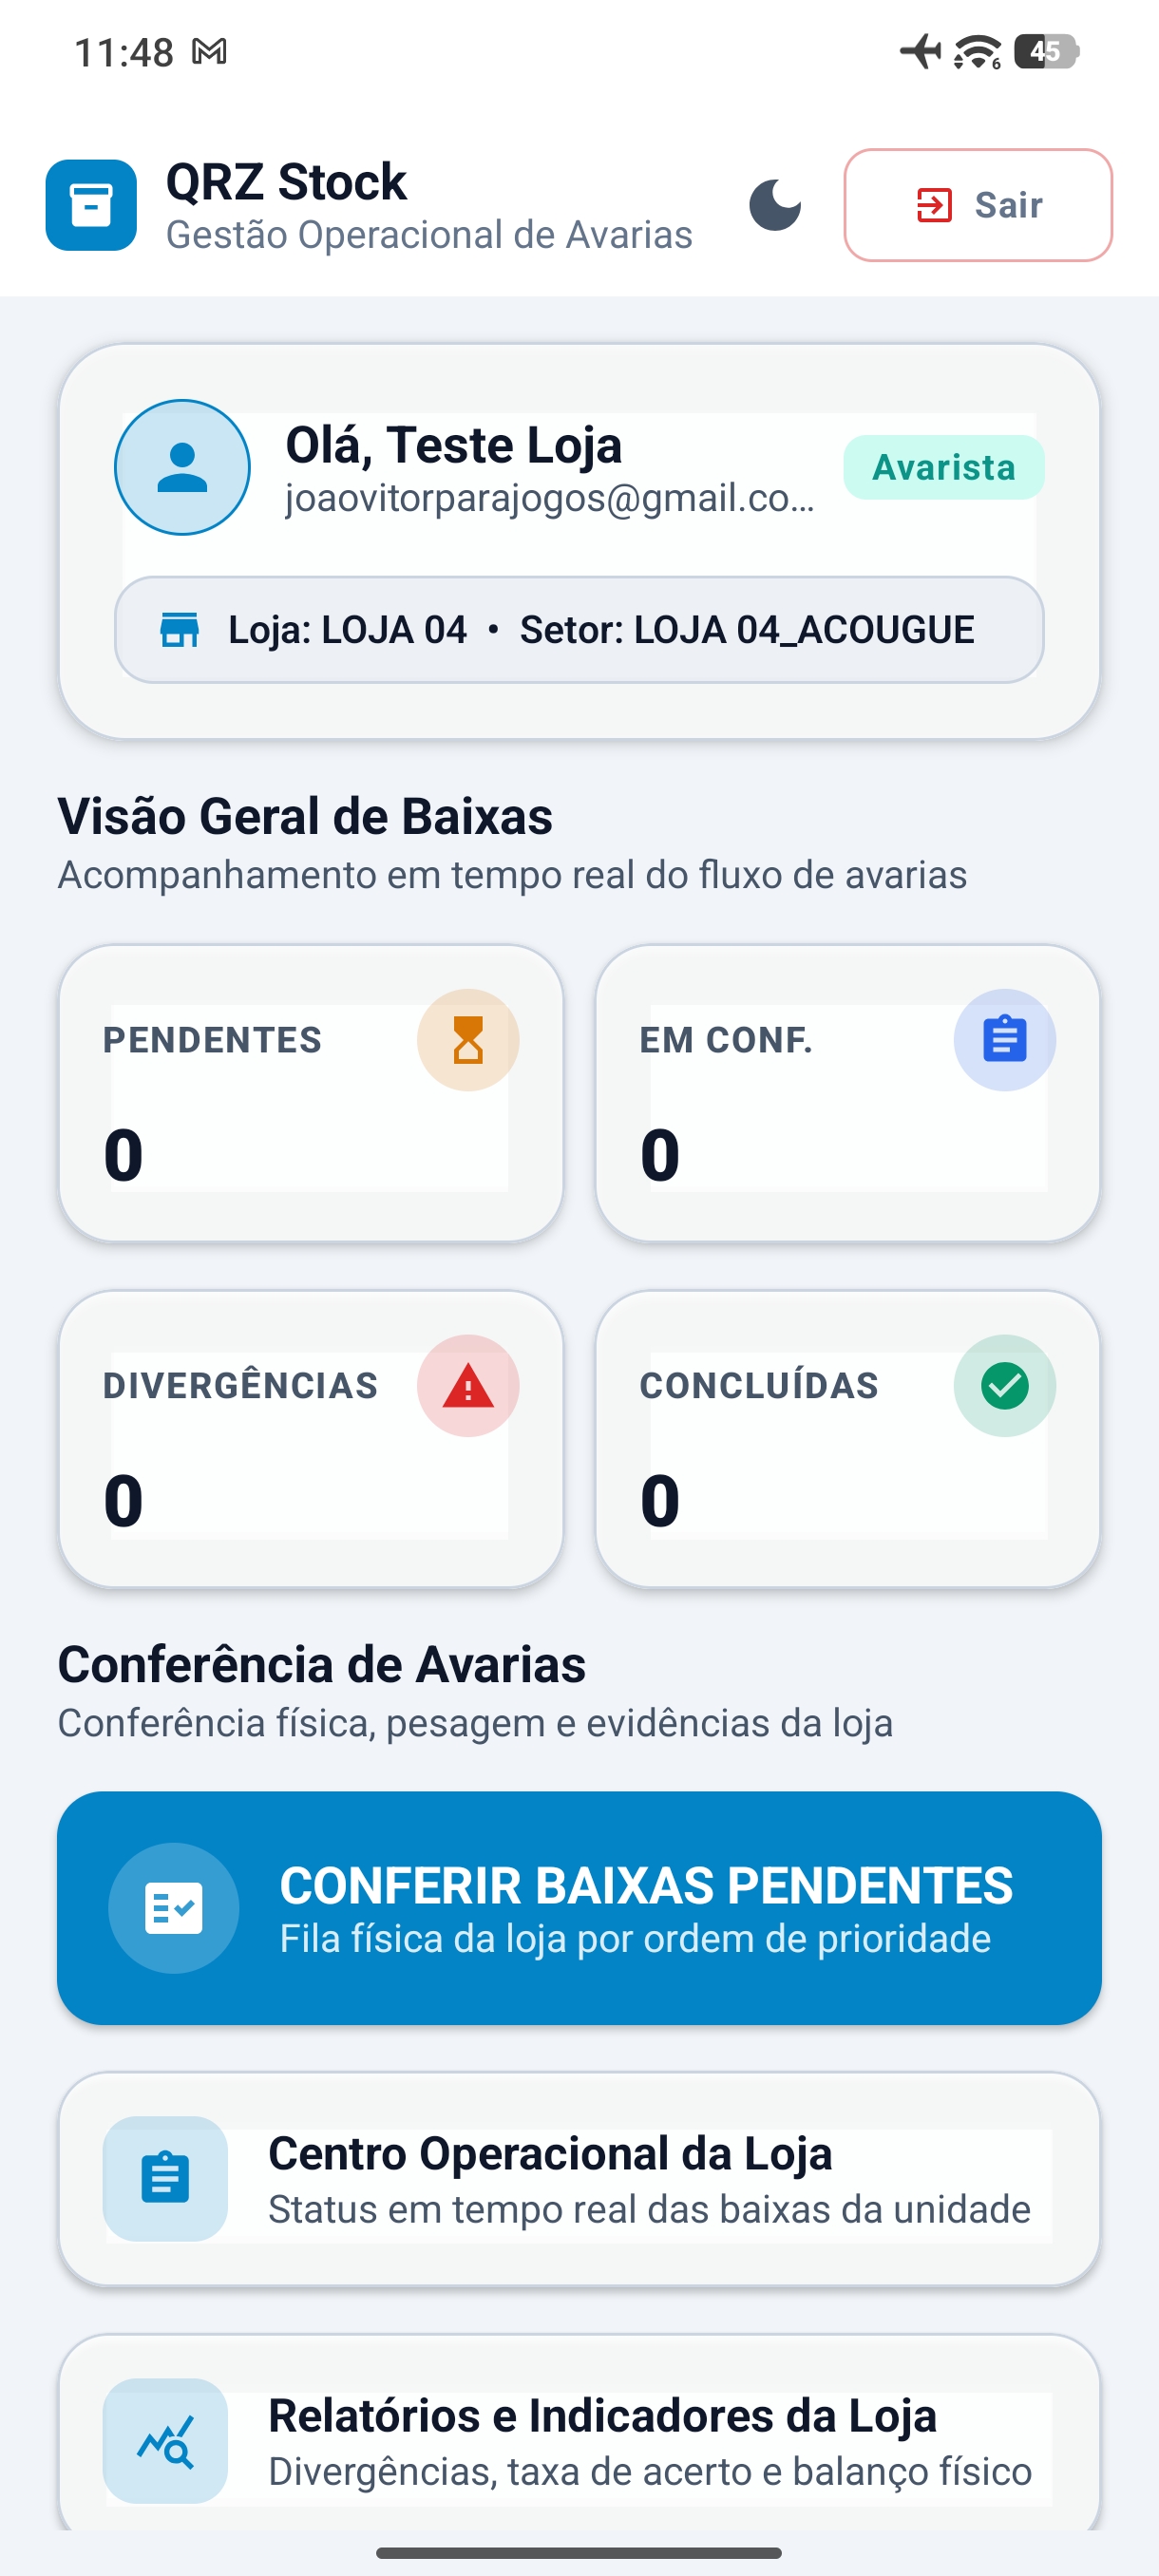 11:48
6
45
QRZ Stock
Gestão Operacional de Avarias
Sair
Olá, Teste Loja
joaovitorparajogos@gmail.co...
Avarista
Loja: LOJA 04 • Setor: LOJA 04_ACOUGUE
Visão Geral de Baixas
Acompanhamento em tempo real do fluxo de avarias
PENDENTES
0
EM CONF.
0
DIVERGÊNCIAS
0
CONCLUÍDAS
0
Conferência de Avarias
Conferência física, pesagem e evidências da loja
CONFERIR BAIXAS PENDENTES
Fila física da loja por ordem de prioridade
Centro Operacional da Loja
Status em tempo real das baixas da unidade
Relatórios e Indicadores da Loja
Divergências, taxa de acerto e balanço físico